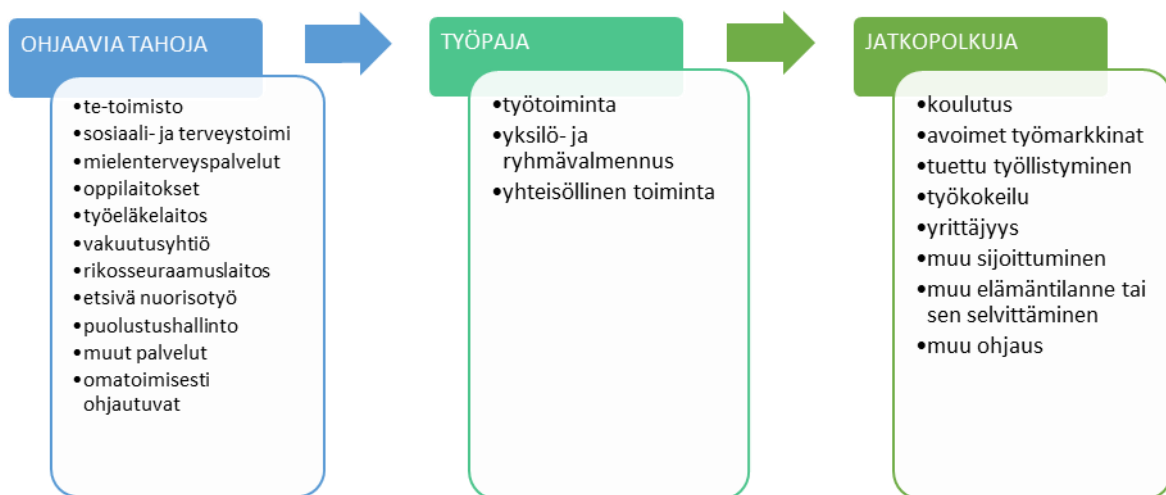 OHJAAVIA TAHOJA
•te-toimisto
•sosiaali- ja terveystoimi
•mielenterveyspalvelut
•oppilaitokset
•työeläkelaitos
•vakuutusyhtiö
•rikosseuraamuslaitos
•etsivä nuorisotyö
•puolustushallinto
•muut palvelut
•omatoimisesti
ohjautuvat
TYÖPAJA
•työtoiminta
•yksilö- ja
ryhmävalmennus
•yhteisöllinen toiminta
JATKOPOLKUJA
•koulutus
•avoimet työmarkkinat
•tuettu työllistyminen
•työkokeilu
•yrittäjyys
•muu sijoittuminen
•muu elämäntilanne tai
sen selvittäminen
•muu ohjaus